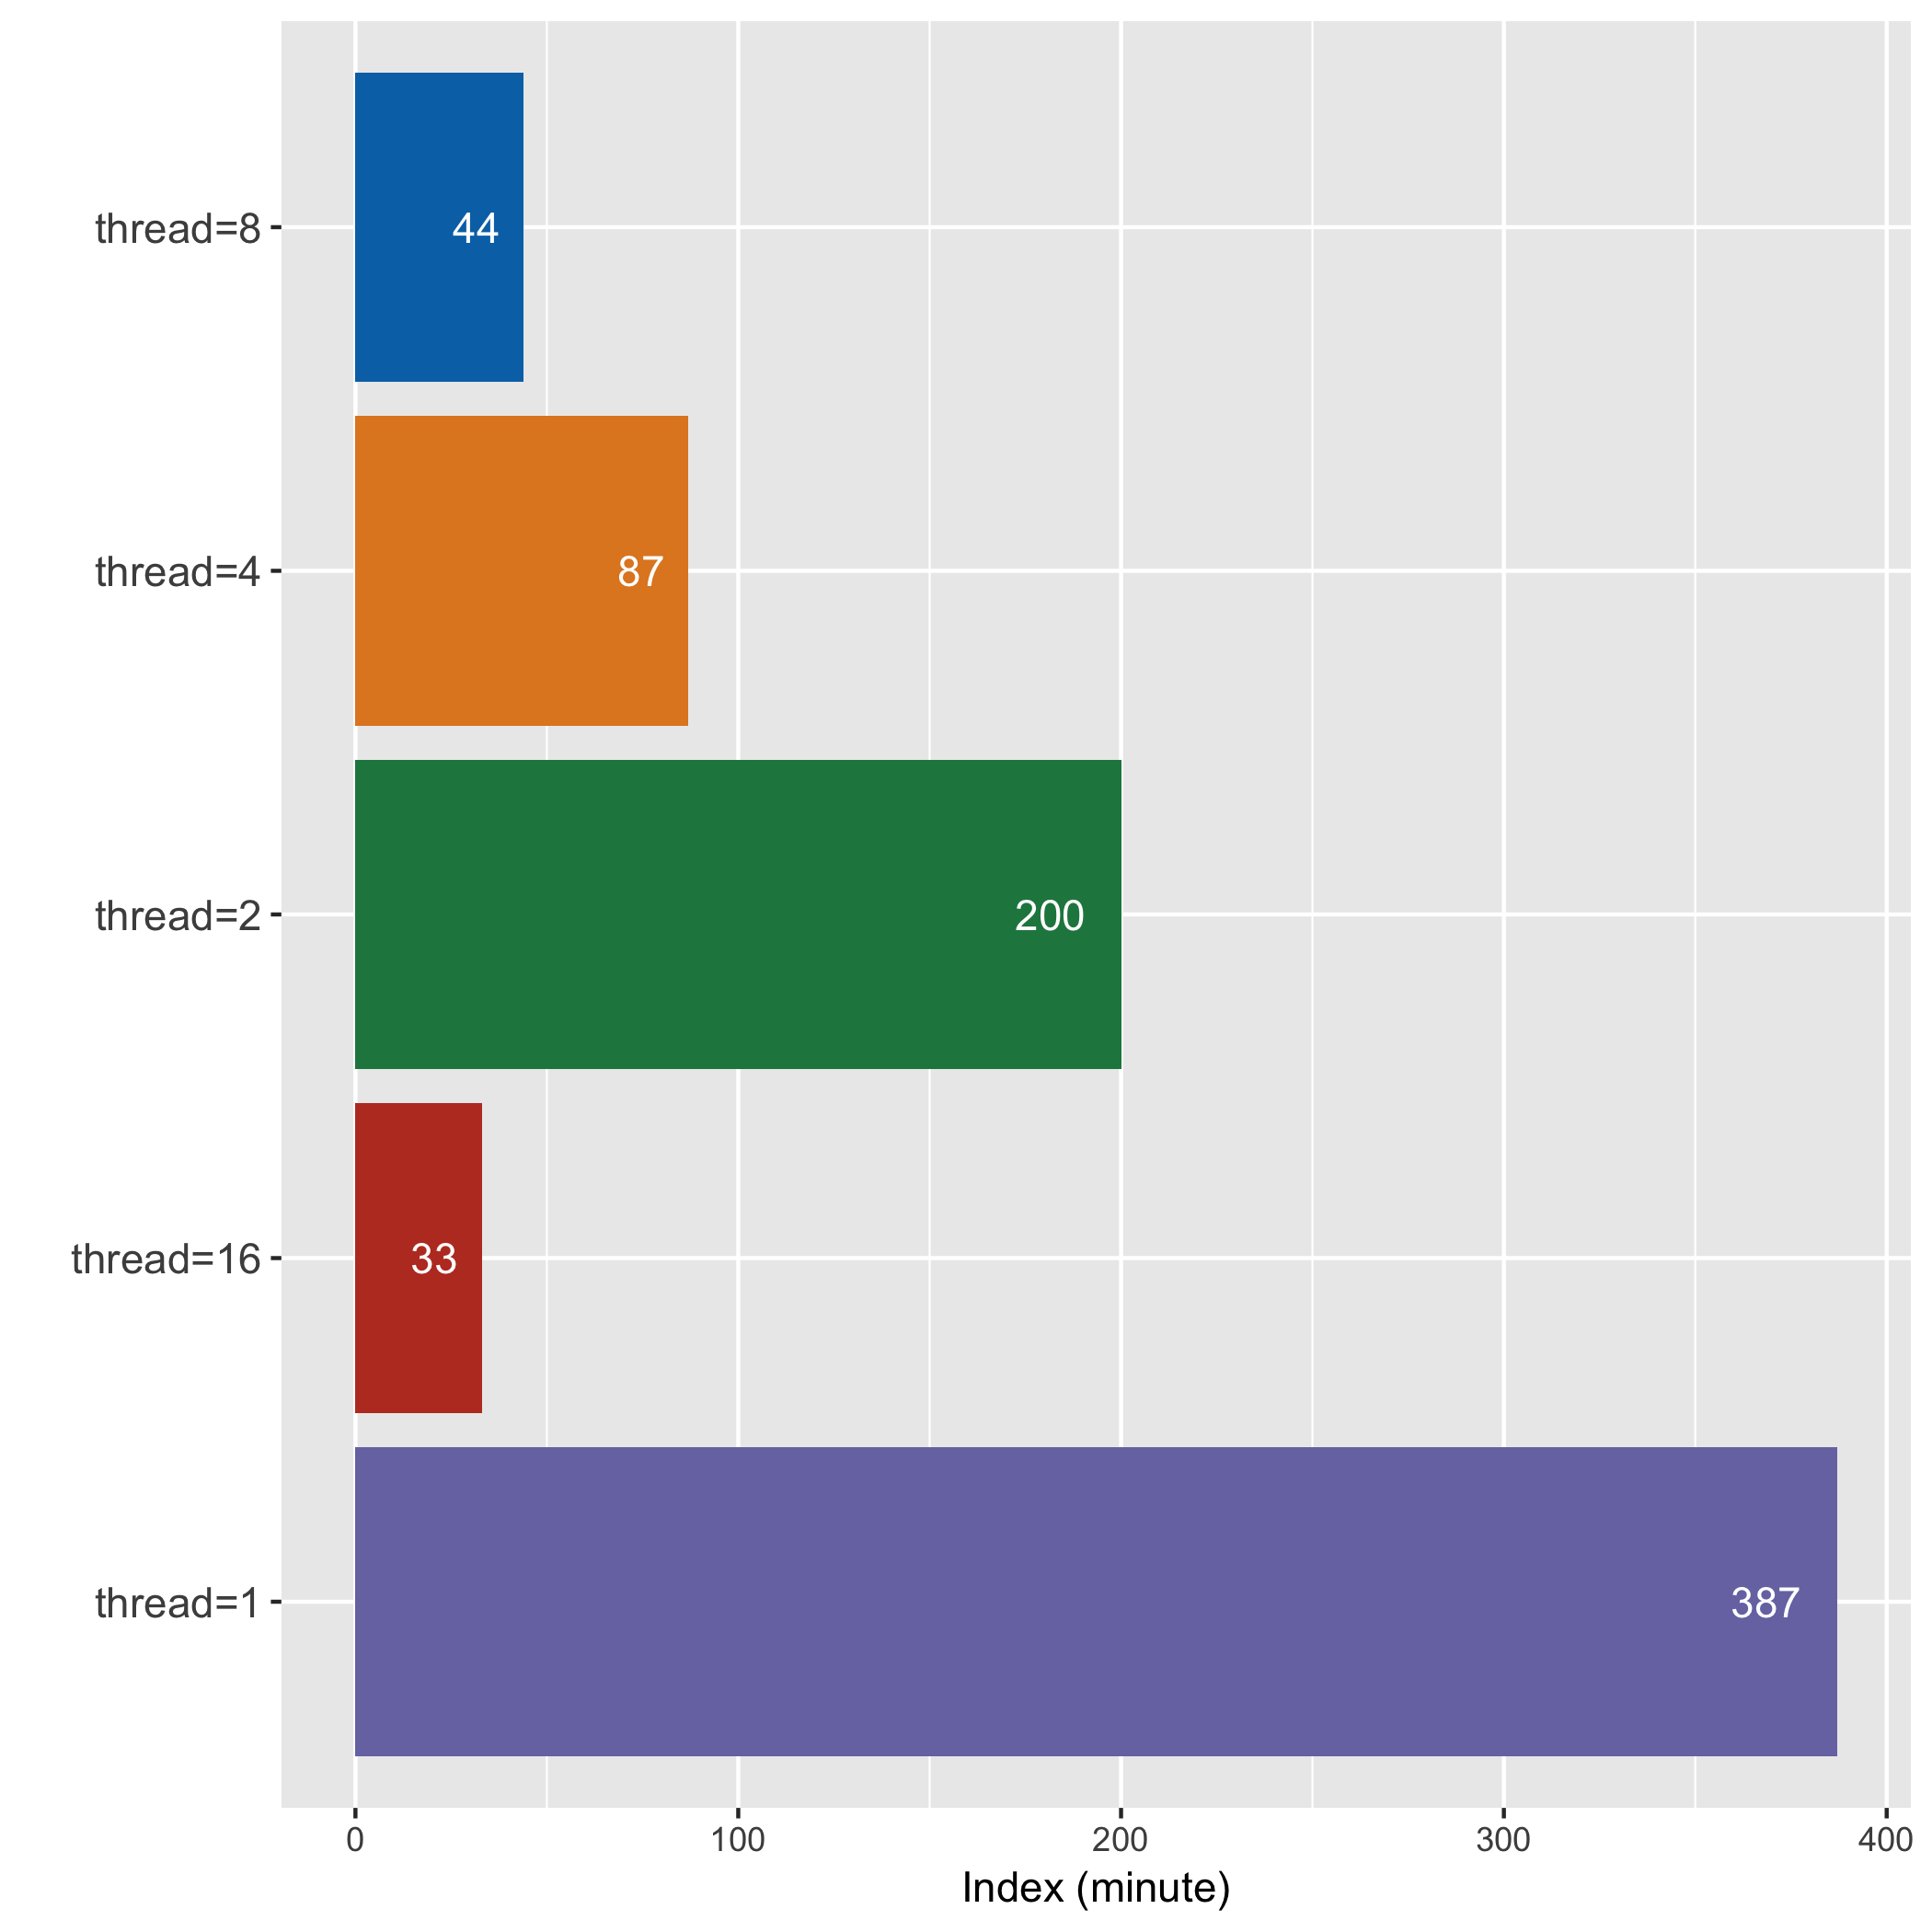 thread=8
44
thread=4
87
thread=2
200
thread=16
33
thread=1
387
0 100 200 300 400
Index (minute)